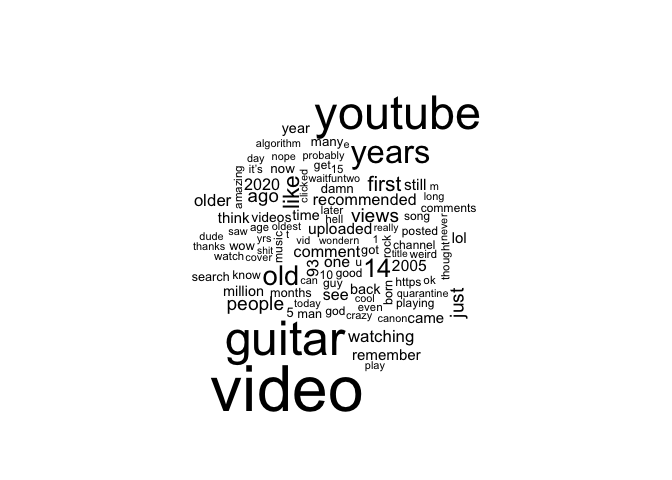 youtube
year
algorithm
many
e
years
day
nope
probably
it's
now
get
15
amazing
2020
like
clicked
waitfuntwo
damn
first
still
m
older
ago
recommended
long
comments
later
time
think
videos
hell
views
song
never
saw
age
oldest
uploaded
really
posted
dude
yrs
t
vid
wondern
1
rock
channel
lol
thanks
wow
shit
music
comment
got
title
weird
thought
watch
cover
93
one
u
14
2005
search
know
old
can
10
good
guy
back
born
https
ok
million
months
see
cool
quarantine
just
people
today
even
playing
5
man
god
crazy
canon
came
guitar
watching
remember
play
video